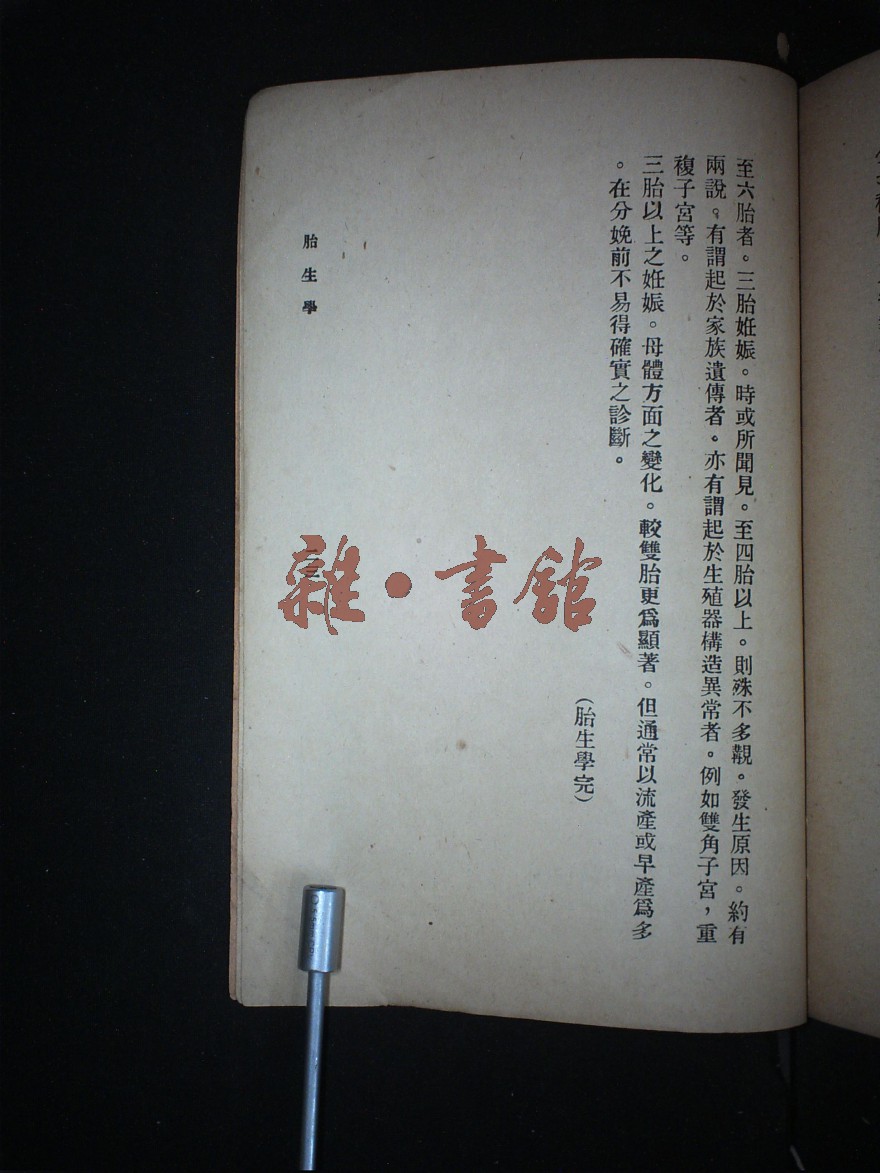 至六胎者。三胎姙娠。時或所聞見。至四胎以上。則殊不多覩。發生原因。約有
兩說。有謂起於家族遺傳者。亦有謂起於生殖器構造異常者。例如雙角子宮，重
複子宮等。
三胎以上之姙娠。母體方面之變化。較雙胎更爲顯著。但通常以流產或早產爲多
。在分娩前不易得確實之診斷。
（胎生學完）
胎生學
雜·書館